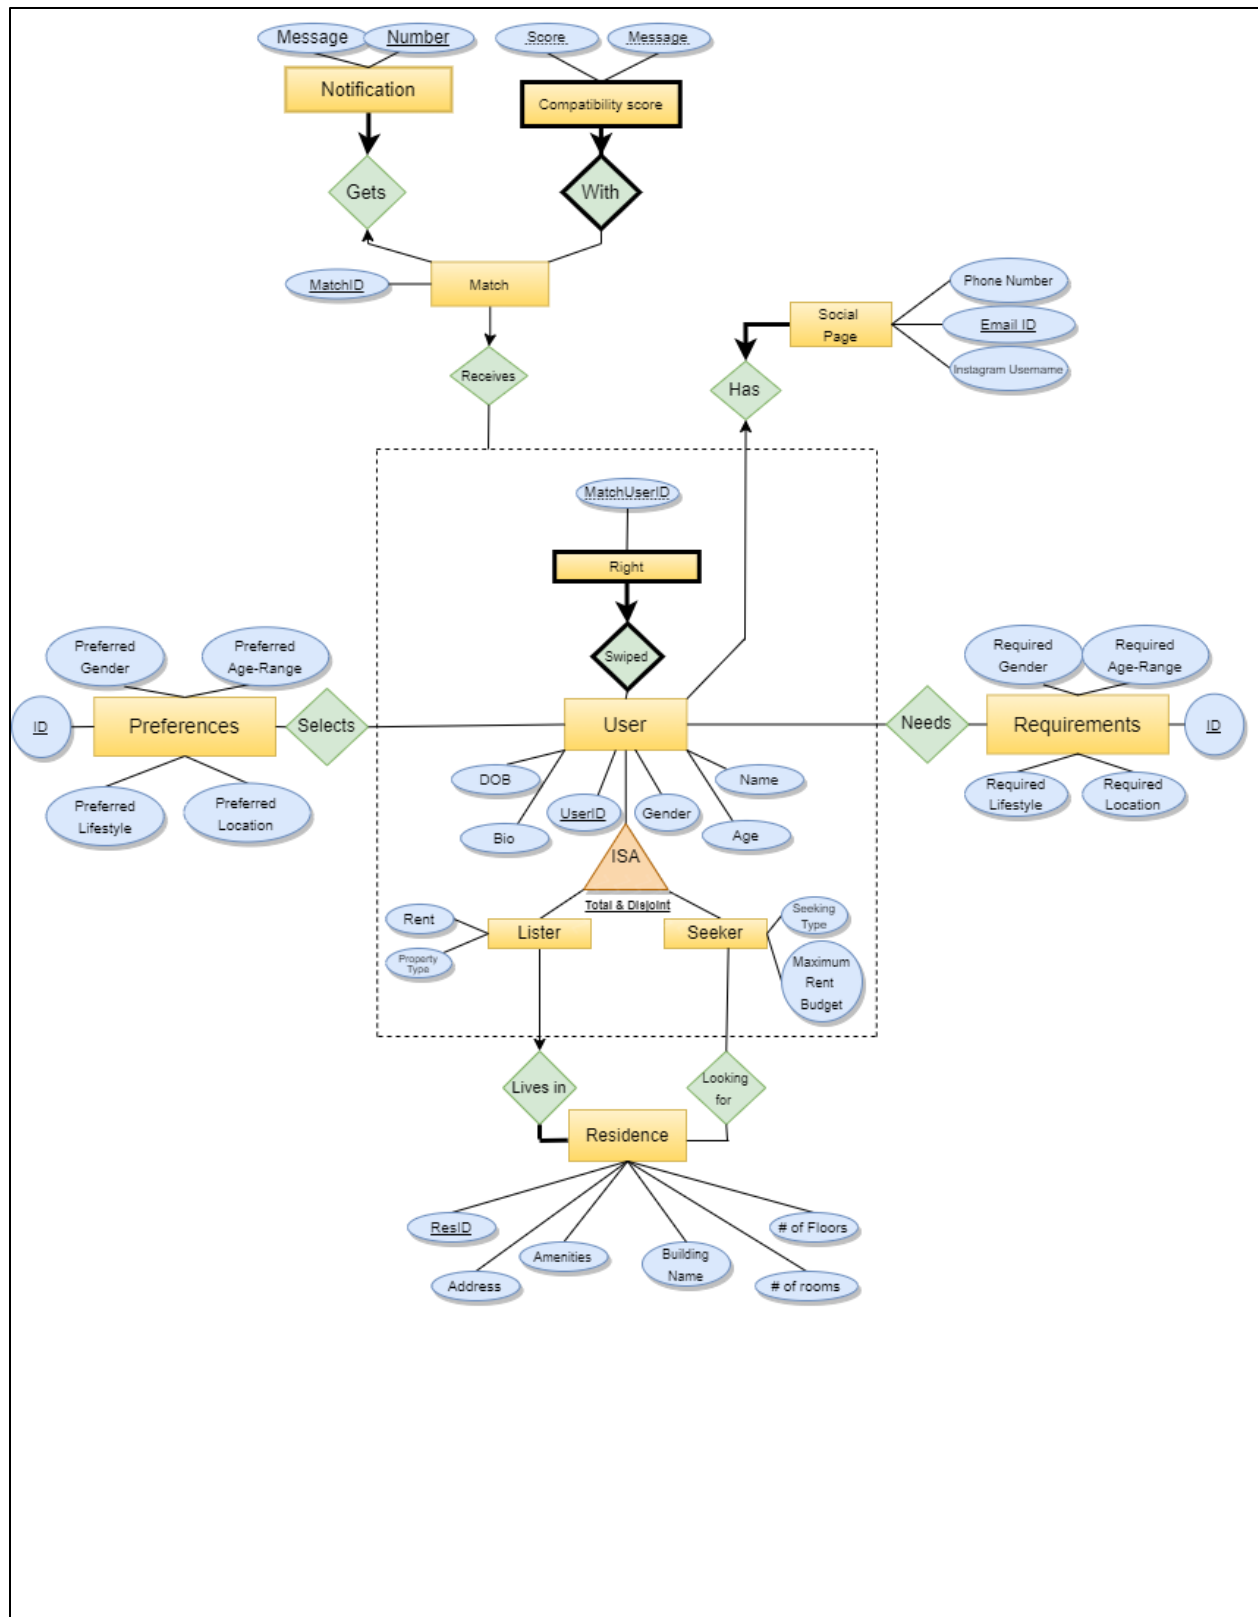 Message
Number
Score
Message
Notification
Compatibility score
Gets
With
MatchID
Match
Phone Number
Social
Page
Email ID
Instagram Username
Receives
Has
MatchUserID
Right
Swiped
Preferred
Gender
Preferred
Age-Range
Required
Gender
Required
Age-Range
ID
Preferences
Selects
User
Needs
Requirements
ID
Preferred
Lifestyle
Preferred
Location
DOB
Bio
UserID
Gender
Name
Age
Required
Lifestyle
Required
Location
ISA
Total & Disjoint
Rent
Property
Type
Lister
Seeker
Seeking
Type
Maximum
Rent
Budget
Lives in
Looking
for
Residence
ResID
Address
Amenities
Building
Name
# of Floors
# of rooms